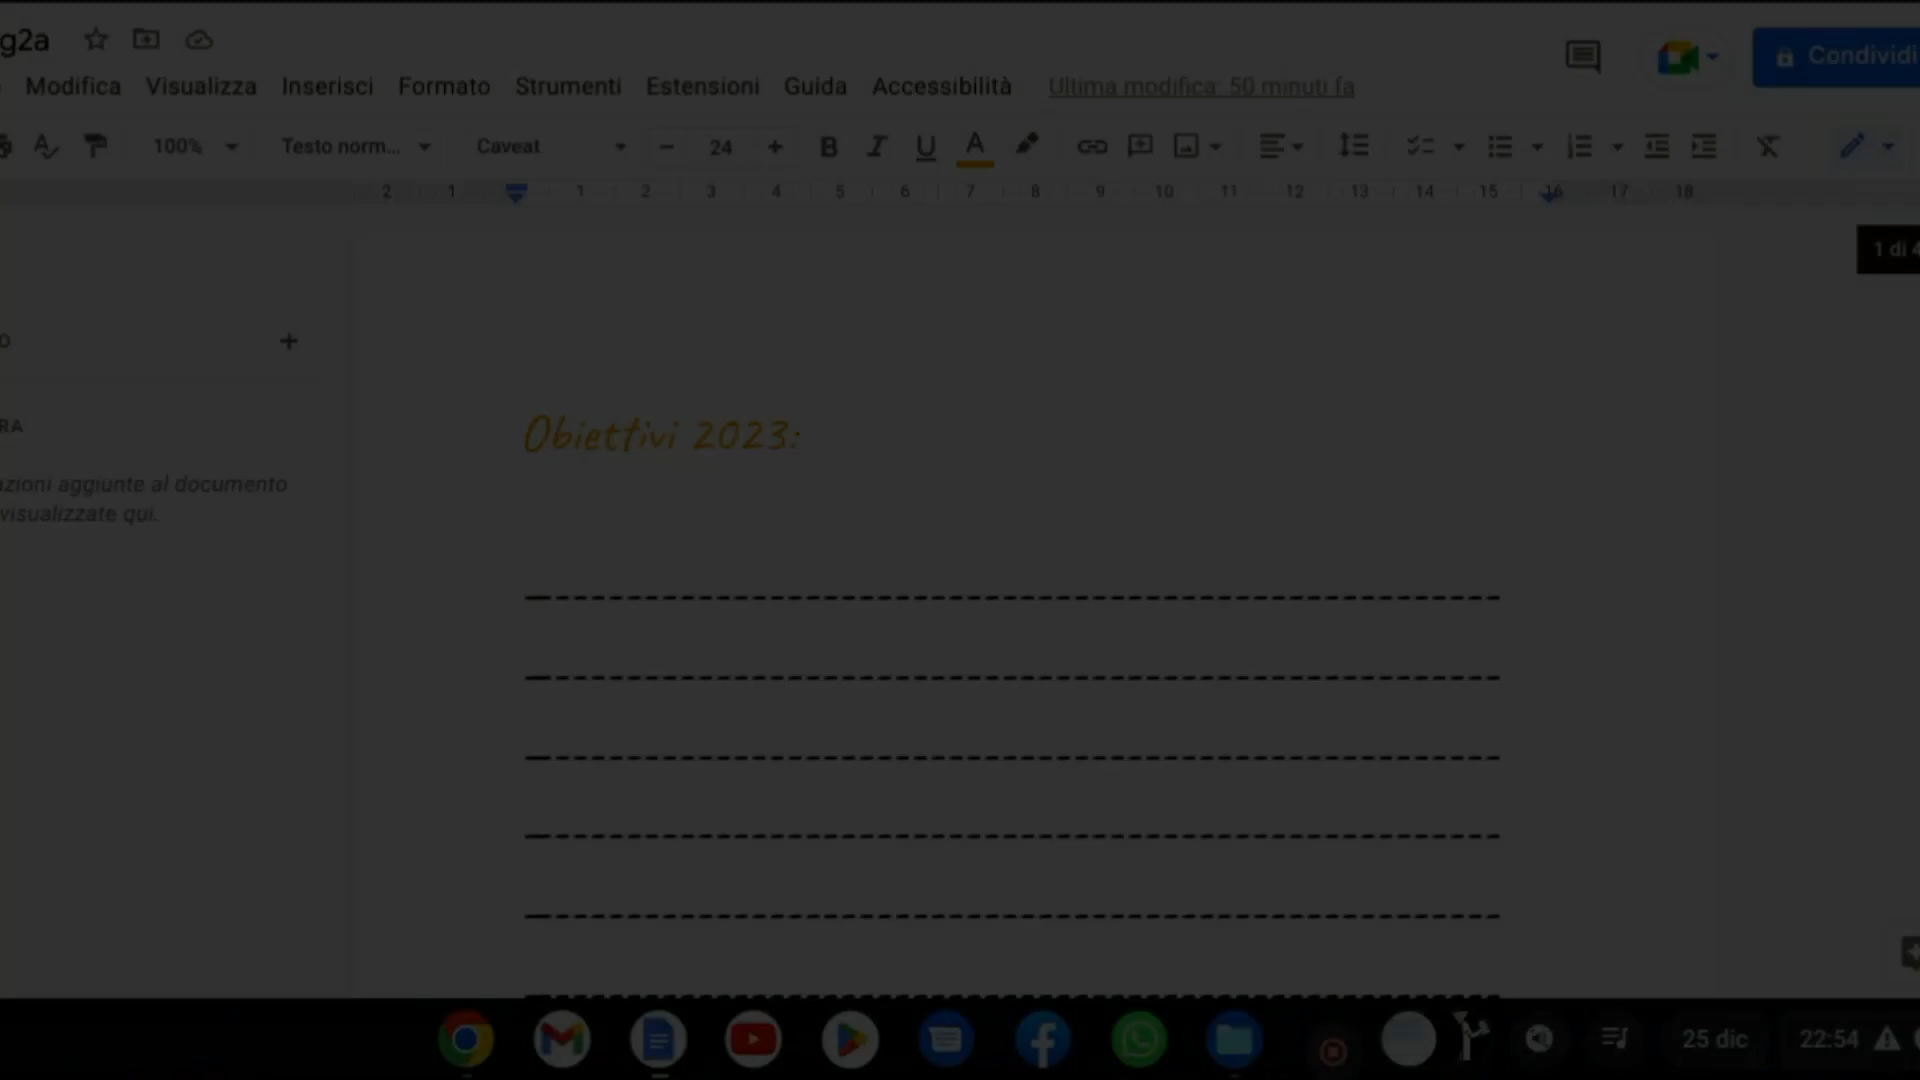 g2a
Modifica Visualizza Inserisci Formato Strumenti Estensioni Guida Accessibilità Ultima modifica: 50 minuti fa
Condividi
100% Testo norm... Caveat 24 B I U A
2 1 1 2 3 4 5 6 7 8 9 10 11 12 13 14 15 16 17 18
1 di 4
O
RA
azioni aggiunte al documento
visualizzate qui.
Obiettivi 2023:
25 dic 22:54